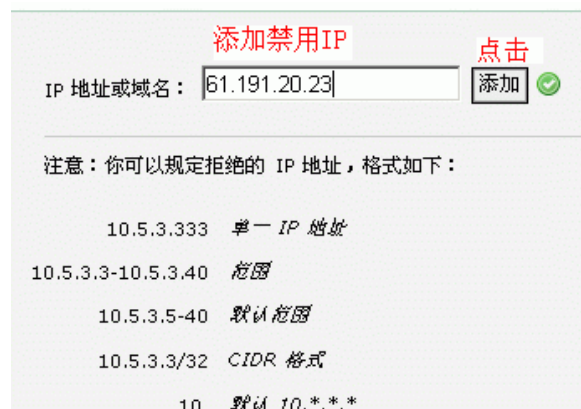 添加禁用IP
点击
IP 地址或域名： 61.191.20.23 添加
注意：你可以规定拒绝的 IP 地址，格式如下：
10.5.3.333 单一 IP 地址
10.5.3.3-10.5.3.40 范围
10.5.3.5-40 默认范围
10.5.3.3/32 CIDR 格式
10. 默认 10.*.*.*